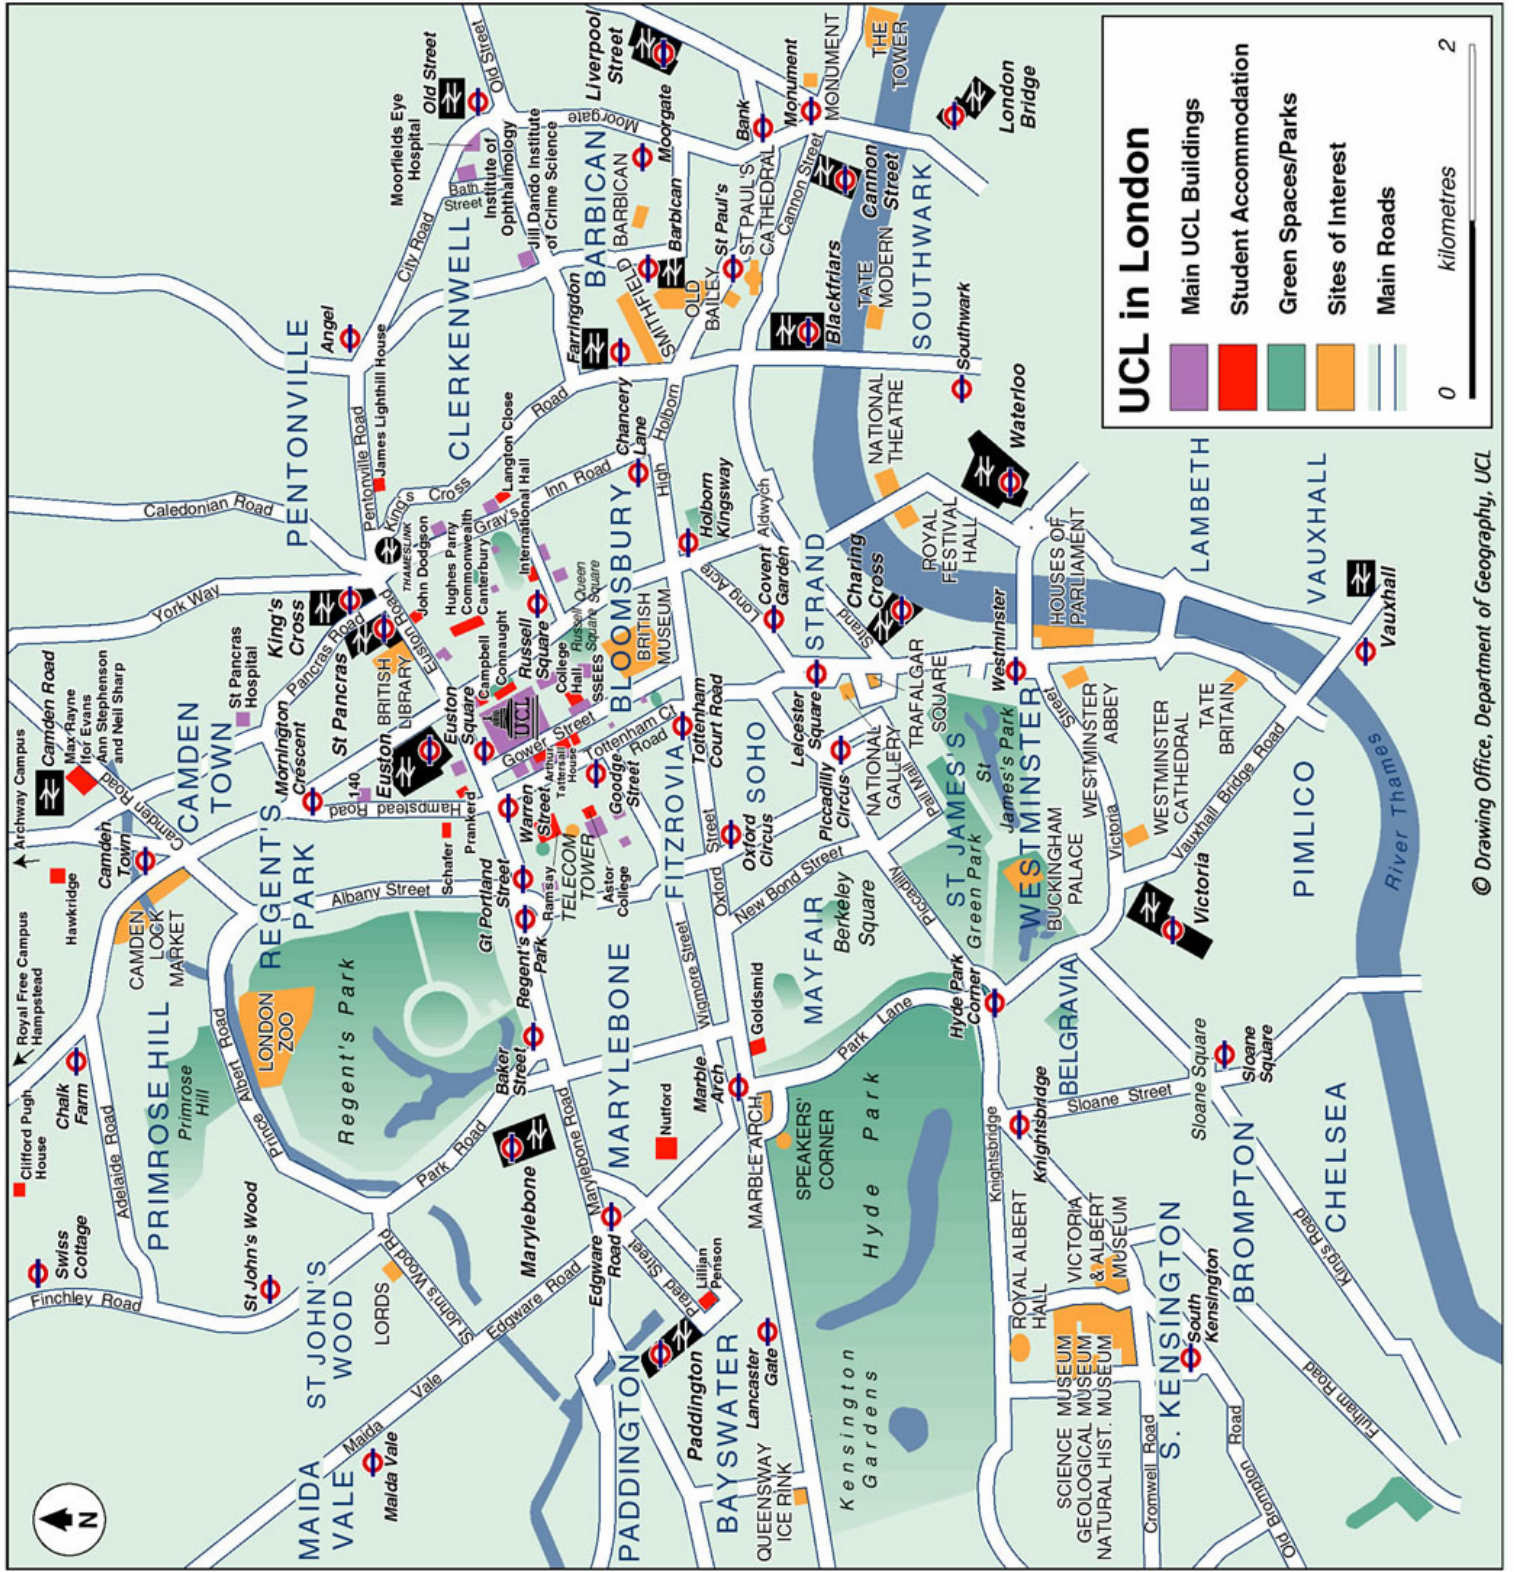 UCL in London
Main UCL Buildings
Student Accommodation
Green Spaces/Parks
Sites of Interest
Main Roads
0
kilometres
2
© Drawing Office, Department of Geography, UCL
N
MAIDA
VALE
Maida Vale
Maida
Vale
ST JOHN'S
WOOD
LORDS
St John's Wood Rd
St John's Wood
Finchley Road
Swiss
Cottage
Clifford Pugh
House
Adelaide Road
Chalk
Farm
Royal Free Campus
Hampstead
PRIMROSE HILL
Primrose
Hill
Prince
Albert Road
LONDON
ZOO
Regent's Park
REGENT'S
PARK
CAMDEN
LOCK
MARKET
Hawkridge
Archway Campus
Camden
Town
Camden Road
Camden Road
Camden Road
Max Rayne
Ifor Evans
Ann Stephenson
and Neil Sharp
CAMDEN
TOWN
St Pancras
Hospital
Mornington
Crescent
Albany Street
Hampstead
Road
140
Schafer
Prankerd
York Way
Pancras Road
King's
Cross
St Pancras
BRITISH
LIBRARY
Euston
Euston Road
Euston
Square
Caledonian Road
PENTONVILLE
Pentonville Road
James Lighthill House
Angel
King's
Cross
Road
THAMESLINK
John Dodgson
Hughes Parry
Commonwealth
Canterbury
Campbell
Connaught
Langton Close
International Hall
Gray's
Inn Road
CLERKENWELL
City Road
Moorfields Eye
Hospital
Old Street
Old Street
Bath
Street
Institute of
Ophthalmology
Jill Dando Institute
of Crime Science
Farringdon
BARBICAN
BARBICAN
Barbican
Moorgate
Moorgate
Liverpool
Street
SMITHFIELD
OLD
BAILEY
St Paul's
ST PAUL'S
CATHEDRAL
Bank
Monument
MONUMENT
Cannon Street
Cannon
Street
THE
TOWER
London
Bridge
Blackfriars
TATE
MODERN
SOUTHWARK
Southwark
Chancery
Lane
High
Holborn
Holborn
Kingsway
Aldwych
BLOOMSBURY
Russell
Square
Russell
Square
Queen
Square
College
Hall
SSEES
UCL
BRITISH
MUSEUM
Gower Street
Tottenham Ct
Road
Tottenham
Court Road
Arthur
Tattersall
House
Goodge
Street
Warren
Street
Gt Portland
Street
Ramsay
TELECOM
TOWER
Astor
College
FITZROVIA
Regent's
Park
Baker
Street
Park Road
Marylebone
Marylebone Road
MARYLEBONE
Nutford
Edgware
Road
Edgware Road
Praed Street
Lillian
Penson
PADDINGTON
Paddington
BAYSWATER
Lancaster
Gate
QUEENSWAY
ICE RINK
Wigmore Street
Oxford
Street
Oxford
Circus
SOHO
Marble
Arch
MARBLE ARCH
Goldsmid
SPEAKERS'
CORNER
Park Lane
MAYFAIR
New Bond Street
Berkeley
Square
Piccadilly
Piccadilly
Circus
Leicester
Square
Long Acre
Covent
Garden
STRAND
Strand
Charing
Cross
NATIONAL
GALLERY
TRAFALGAR
SQUARE
Pall Mall
ST JAMES'S
St
James's Park
Green Park
Hyde Park
Kensington
Gardens
Hyde Park
Corner
BUCKINGHAM
PALACE
WESTMINSTER
Westminster
HOUSES OF
PARLIAMENT
WESTMINSTER
ABBEY
Victoria
Street
WESTMINSTER
CATHEDRAL
TATE
BRITAIN
Vauxhall Bridge Road
Victoria
PIMLICO
River Thames
NATIONAL
THEATRE
ROYAL
FESTIVAL
HALL
Waterloo
LAMBETH
VAUXHALL
Vauxhall
BELGRAVIA
Knightsbridge
Knightsbridge
Sloane Street
Sloane Square
Sloane
Square
ROYAL ALBERT
HALL
VICTORIA
& ALBERT
MUSEUM
SCIENCE MUSEUM
GEOLOGICAL MUSEUM
NATURAL HIST. MUSEUM
S. KENSINGTON
South
Kensington
Cromwell Road
Old Brompton
Road
BROMPTON
CHELSEA
King's Road
Fulham Road